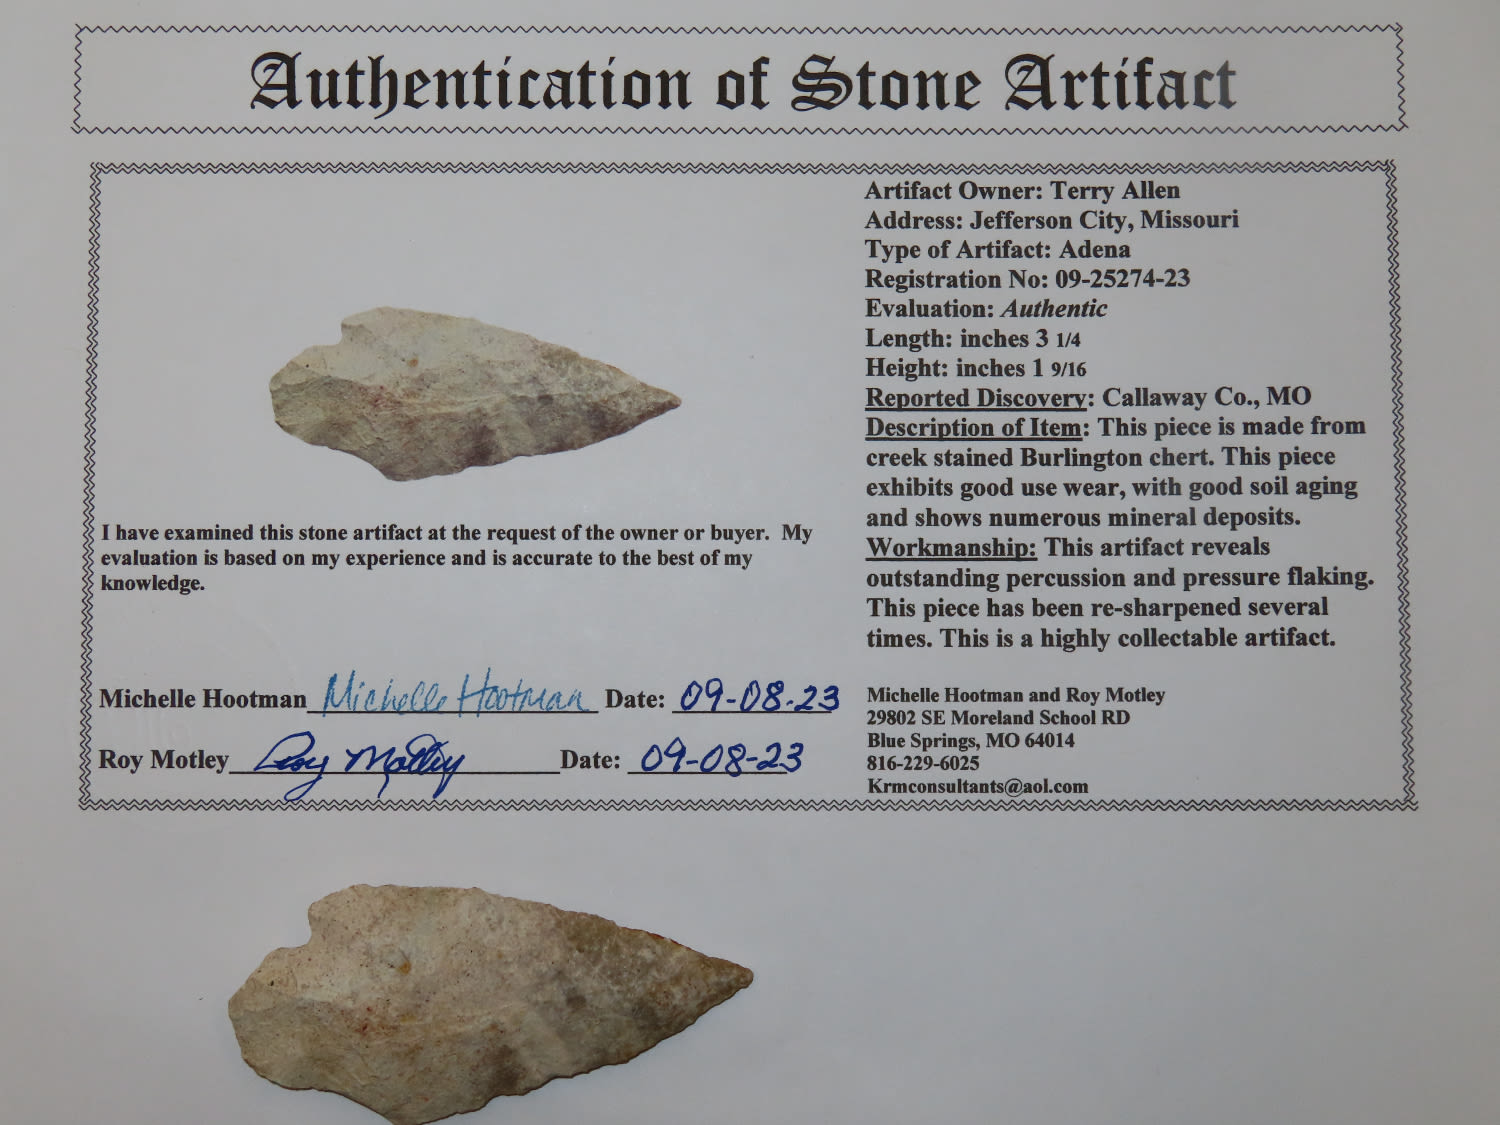 Authentication of Stone Artifact
Artifact Owner: Terry Allen
Address: Jefferson City, Missouri
Type of Artifact: Adena
Registration No: 09-25274-23
Evaluation: Authentic
Length: inches 3 1/4
Height: inches 1 9/16
Reported Discovery: Callaway Co., MO
Description of Item: This piece is made from
creek stained Burlington chert. This piece
exhibits good use wear, with good soil aging
and shows numerous mineral deposits.
Workmanship: This artifact reveals
outstanding percussion and pressure flaking.
This piece has been re-sharpened several
times. This is a highly collectable artifact.
I have examined this stone artifact at the request of the owner or buyer. My
evaluation is based on my experience and is accurate to the best of my
knowledge.
Michelle Hootman Michelle Hootman Date: 09-08-23
Roy Motley Roy Motley Date: 09-08-23
Michelle Hootman and Roy Motley
29802 SE Moreland School RD
Blue Springs, MO 64014
816-229-6025
Krmconsultants@aol.com